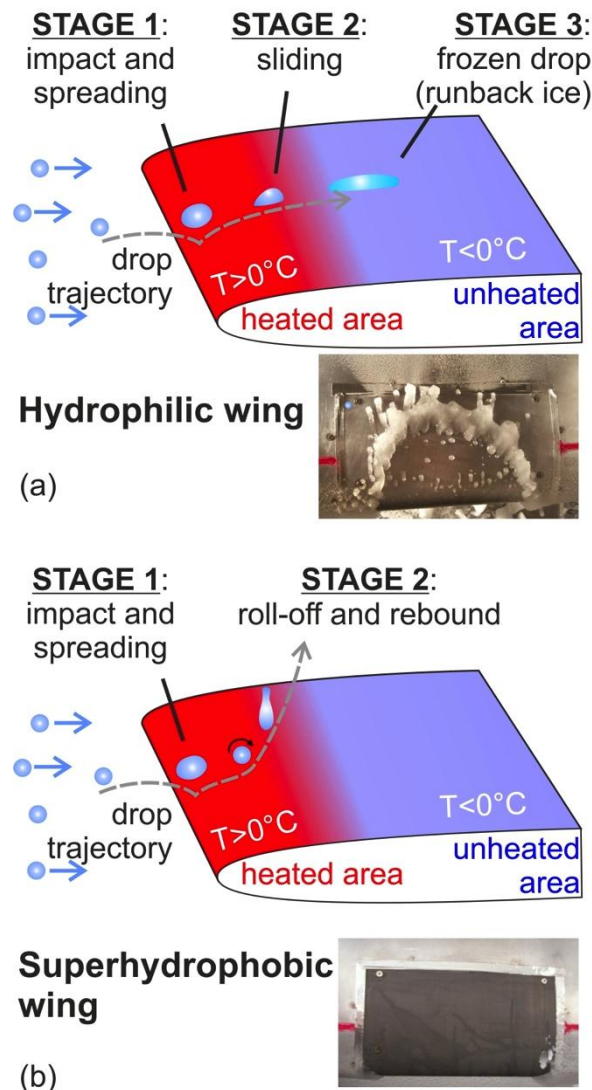 STAGE 1:
impact and
spreading
STAGE 2:
sliding
STAGE 3:
frozen drop
(runback ice)
drop
trajectory
T>0°C
heated area
T<0°C
unheated
area
Hydrophilic wing
(a)
STAGE 1:
impact and
spreading
STAGE 2:
roll-off and rebound
drop
trajectory
T>0°C
heated area
T<0°C
unheated
area
Superhydrophobic
wing
(b)